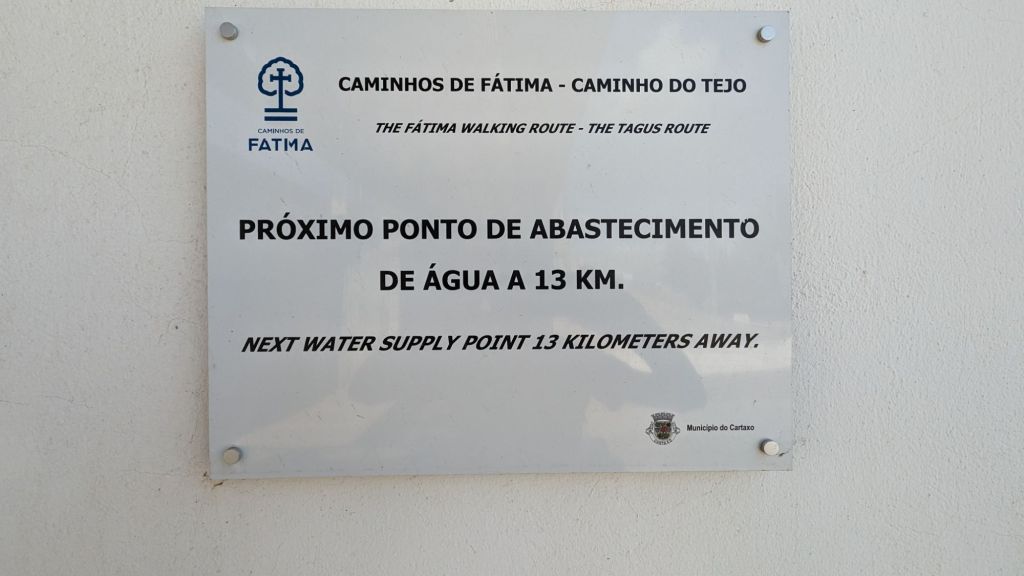 CAMINHOS DE FÁTIMA - CAMINHO DO TEJO
THE FÁTIMA WALKING ROUTE - THE TAGUS ROUTE
CAMINHOS DE
FATIMA
PRÓXIMO PONTO DE ABASTECIMENTO
DE ÁGUA A 13 KM.
NEXT WATER SUPPLY POINT 13 KILOMETERS AWAY.
Município do Cartaxo